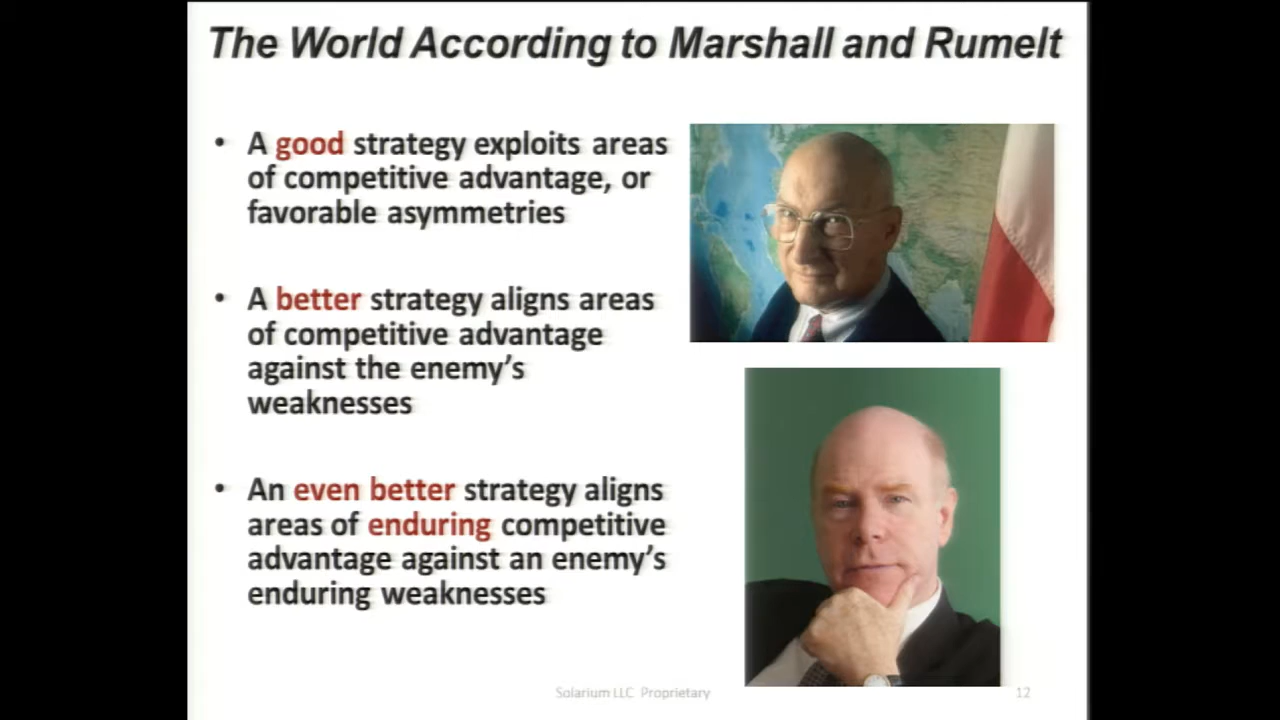 The World According to Marshall and Rumelt
• A good strategy exploits areas
of competitive advantage, or
favorable asymmetries
• A better strategy aligns areas
of competitive advantage
against the enemy's
weaknesses
• An even better strategy aligns
areas of enduring competitive
advantage against an enemy's
enduring weaknesses
Solarium LLC Proprietary
12